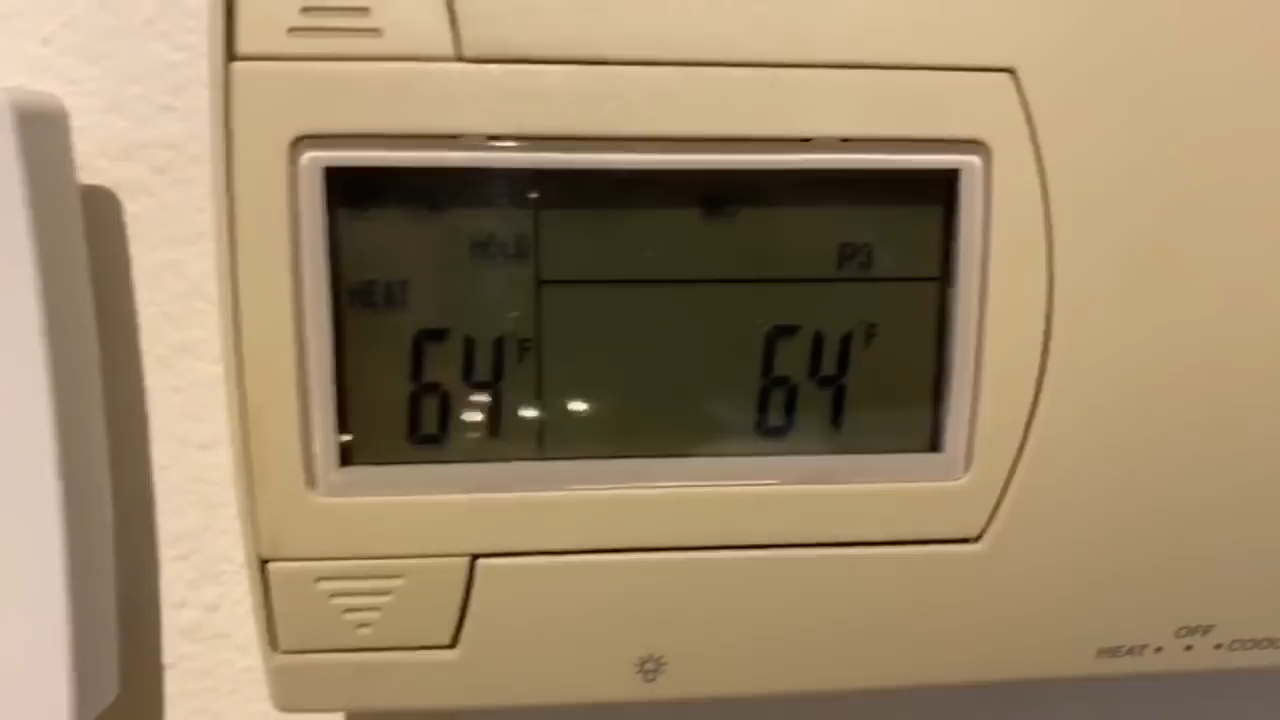 HOLD
P3
HEAT
64°F
64°F
OFF
HEAT • • • COOL